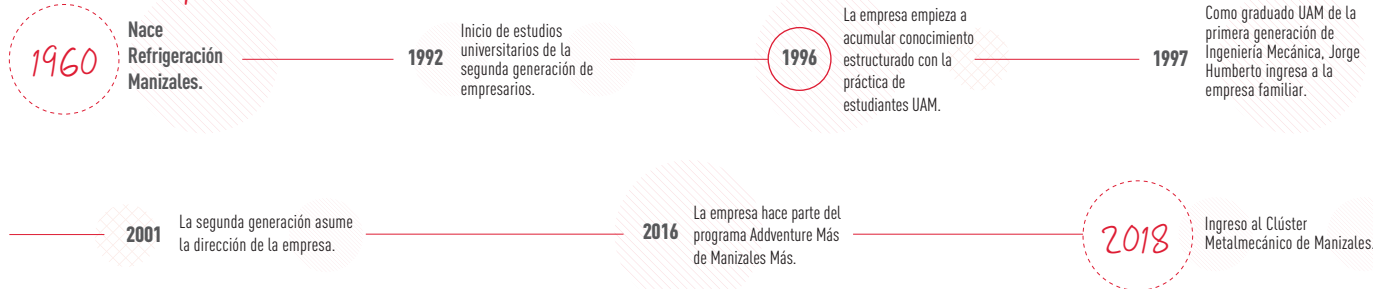 1960
Nace
Refrigeración
Manizales.
1992
Inicio de estudios
universitarios de la
segunda generación de
empresarios.
1996
La empresa empieza a
acumular conocimiento
estructurado con la
práctica de
estudiantes UAM.
1997
Como graduado UAM de la
primera generación de
Ingeniería Mecánica, Jorge
Humberto ingresa a la
empresa familiar.
2001
La segunda generación asume
la dirección de la empresa.
2016
La empresa hace parte del
programa Addventure Más
de Manizales Más.
2018
Ingreso al Clúster
Metalmecánico de Manizales.